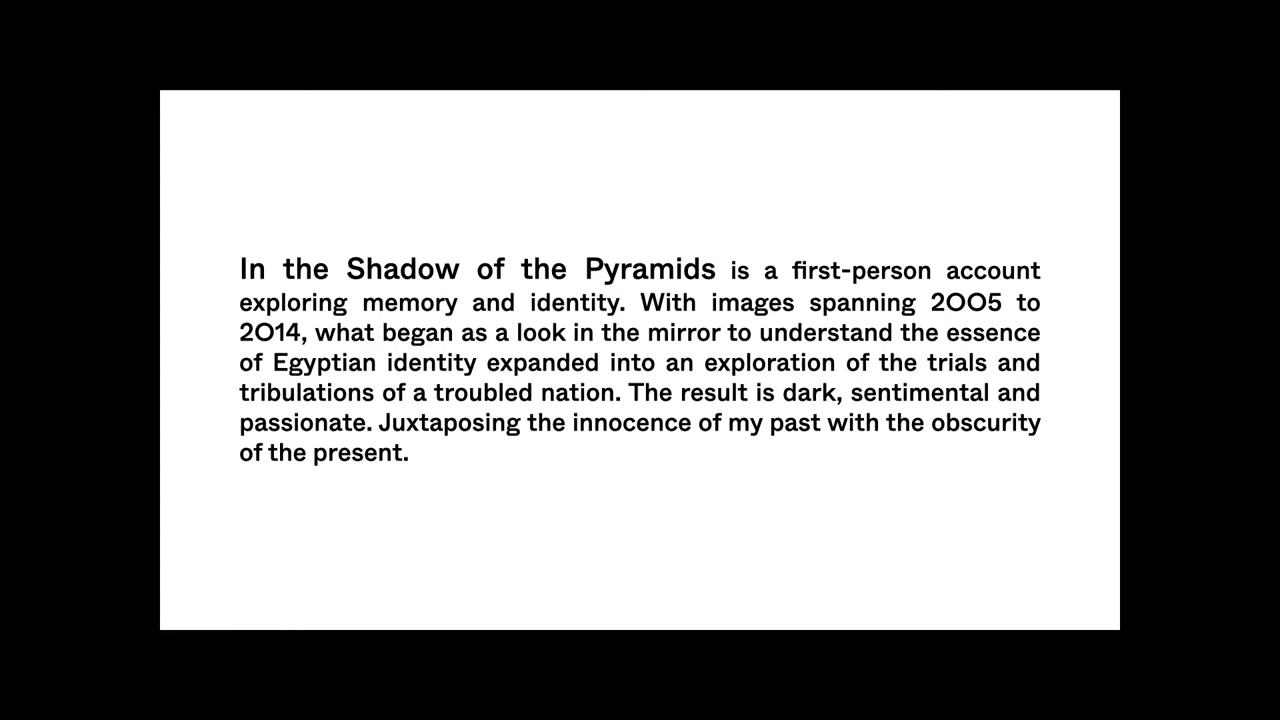 In the Shadow of the Pyramids is a first-person account
exploring memory and identity. With images spanning 2005 to
2014, what began as a look in the mirror to understand the essence
of Egyptian identity expanded into an exploration of the trials and
tribulations of a troubled nation. The result is dark, sentimental and
passionate. Juxtaposing the innocence of my past with the obscurity
of the present.